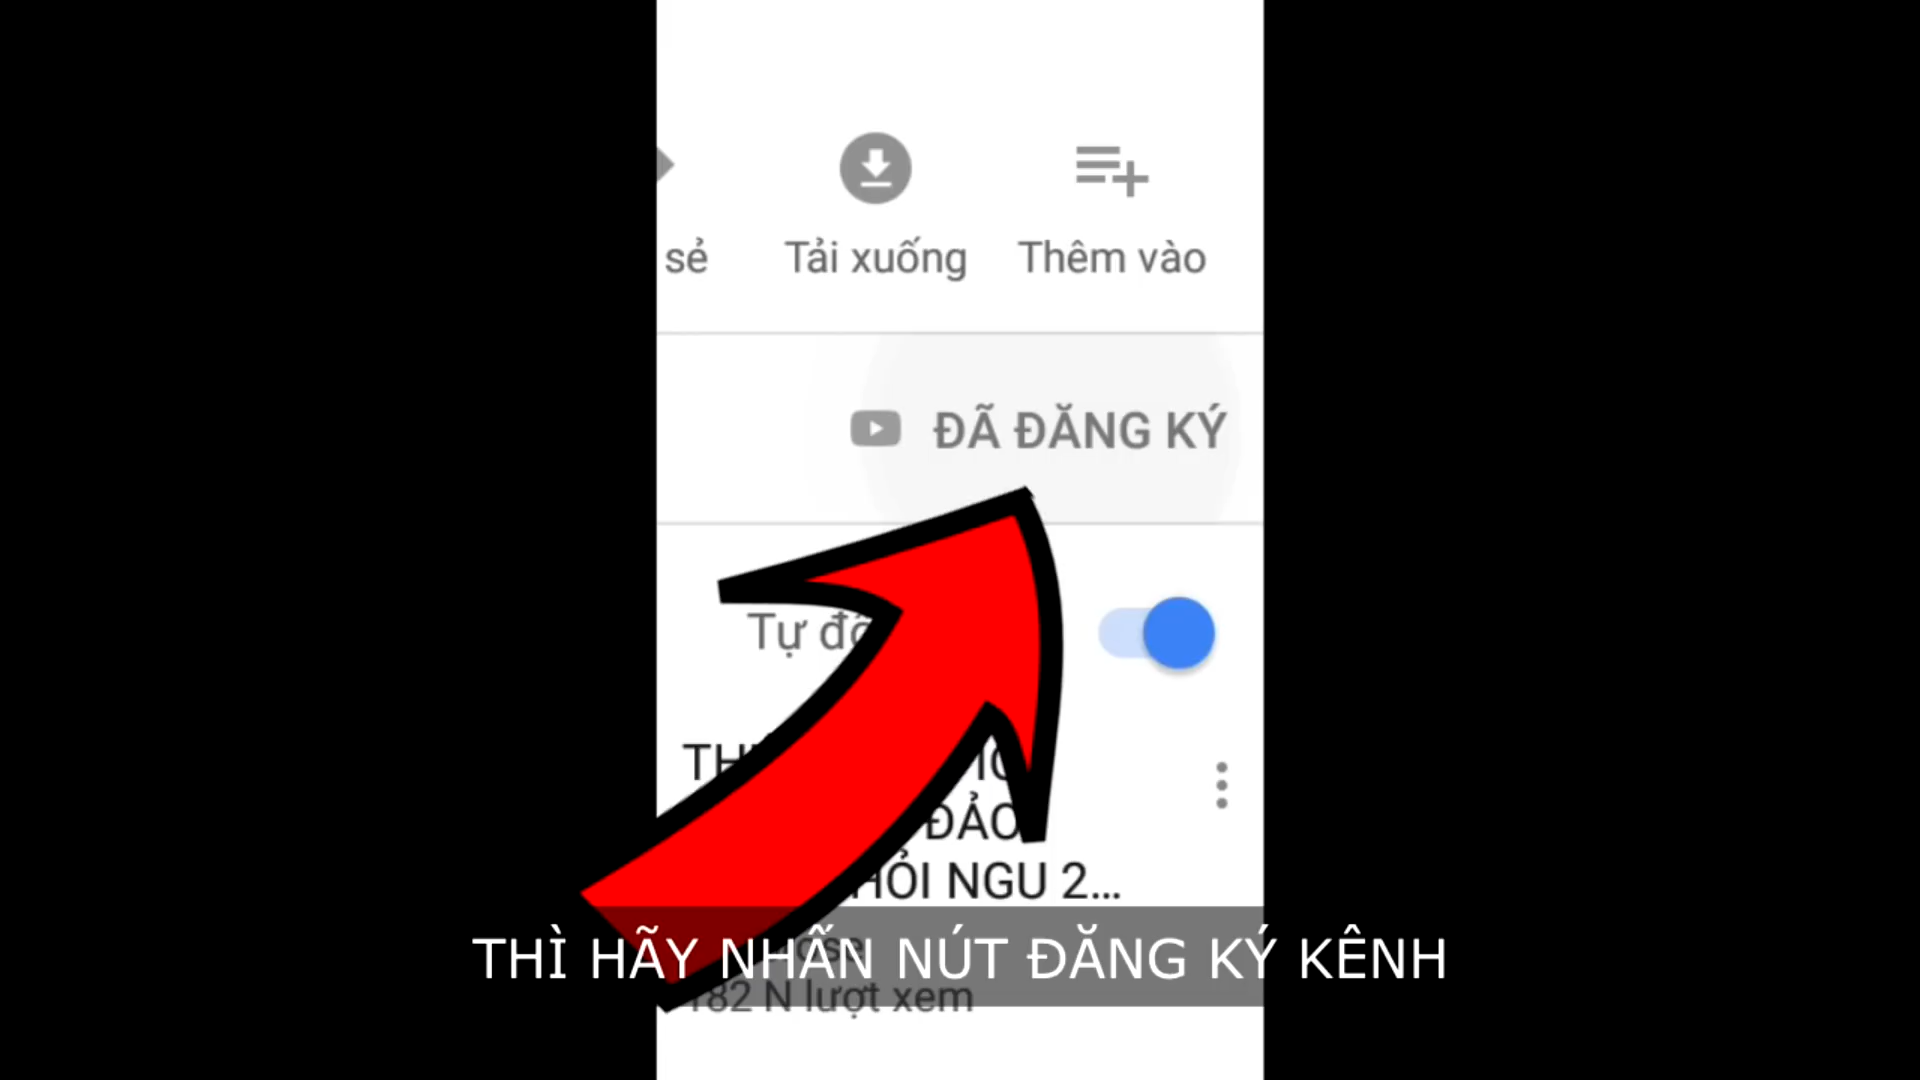 sẻ
Tải xuống
Thêm vào
ĐÃ ĐĂNG KÝ
Tự
ĐẢO
NGU 2...
THÌ HÃY NHẤN NÚT ĐĂNG KÝ KÊNH
182 N lượt xem